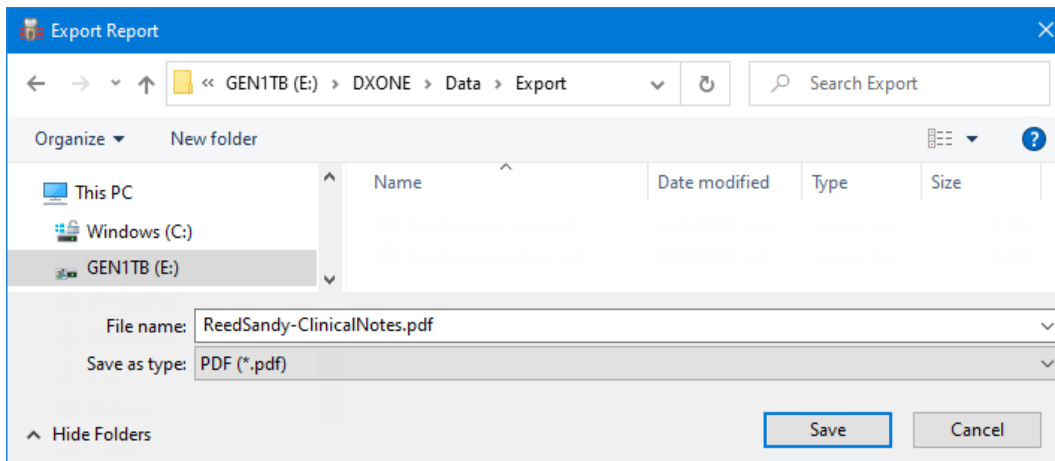 Export Report
« GEN1TB (E:) › DXONE › Data › Export Search Export
Organize New folder
Name Date modified Type Size
This PC
Windows (C:)
GEN1TB (E:)
File name: ReedSandy-ClinicalNotes.pdf
Save as type: PDF (*.pdf)
Hide Folders Save Cancel